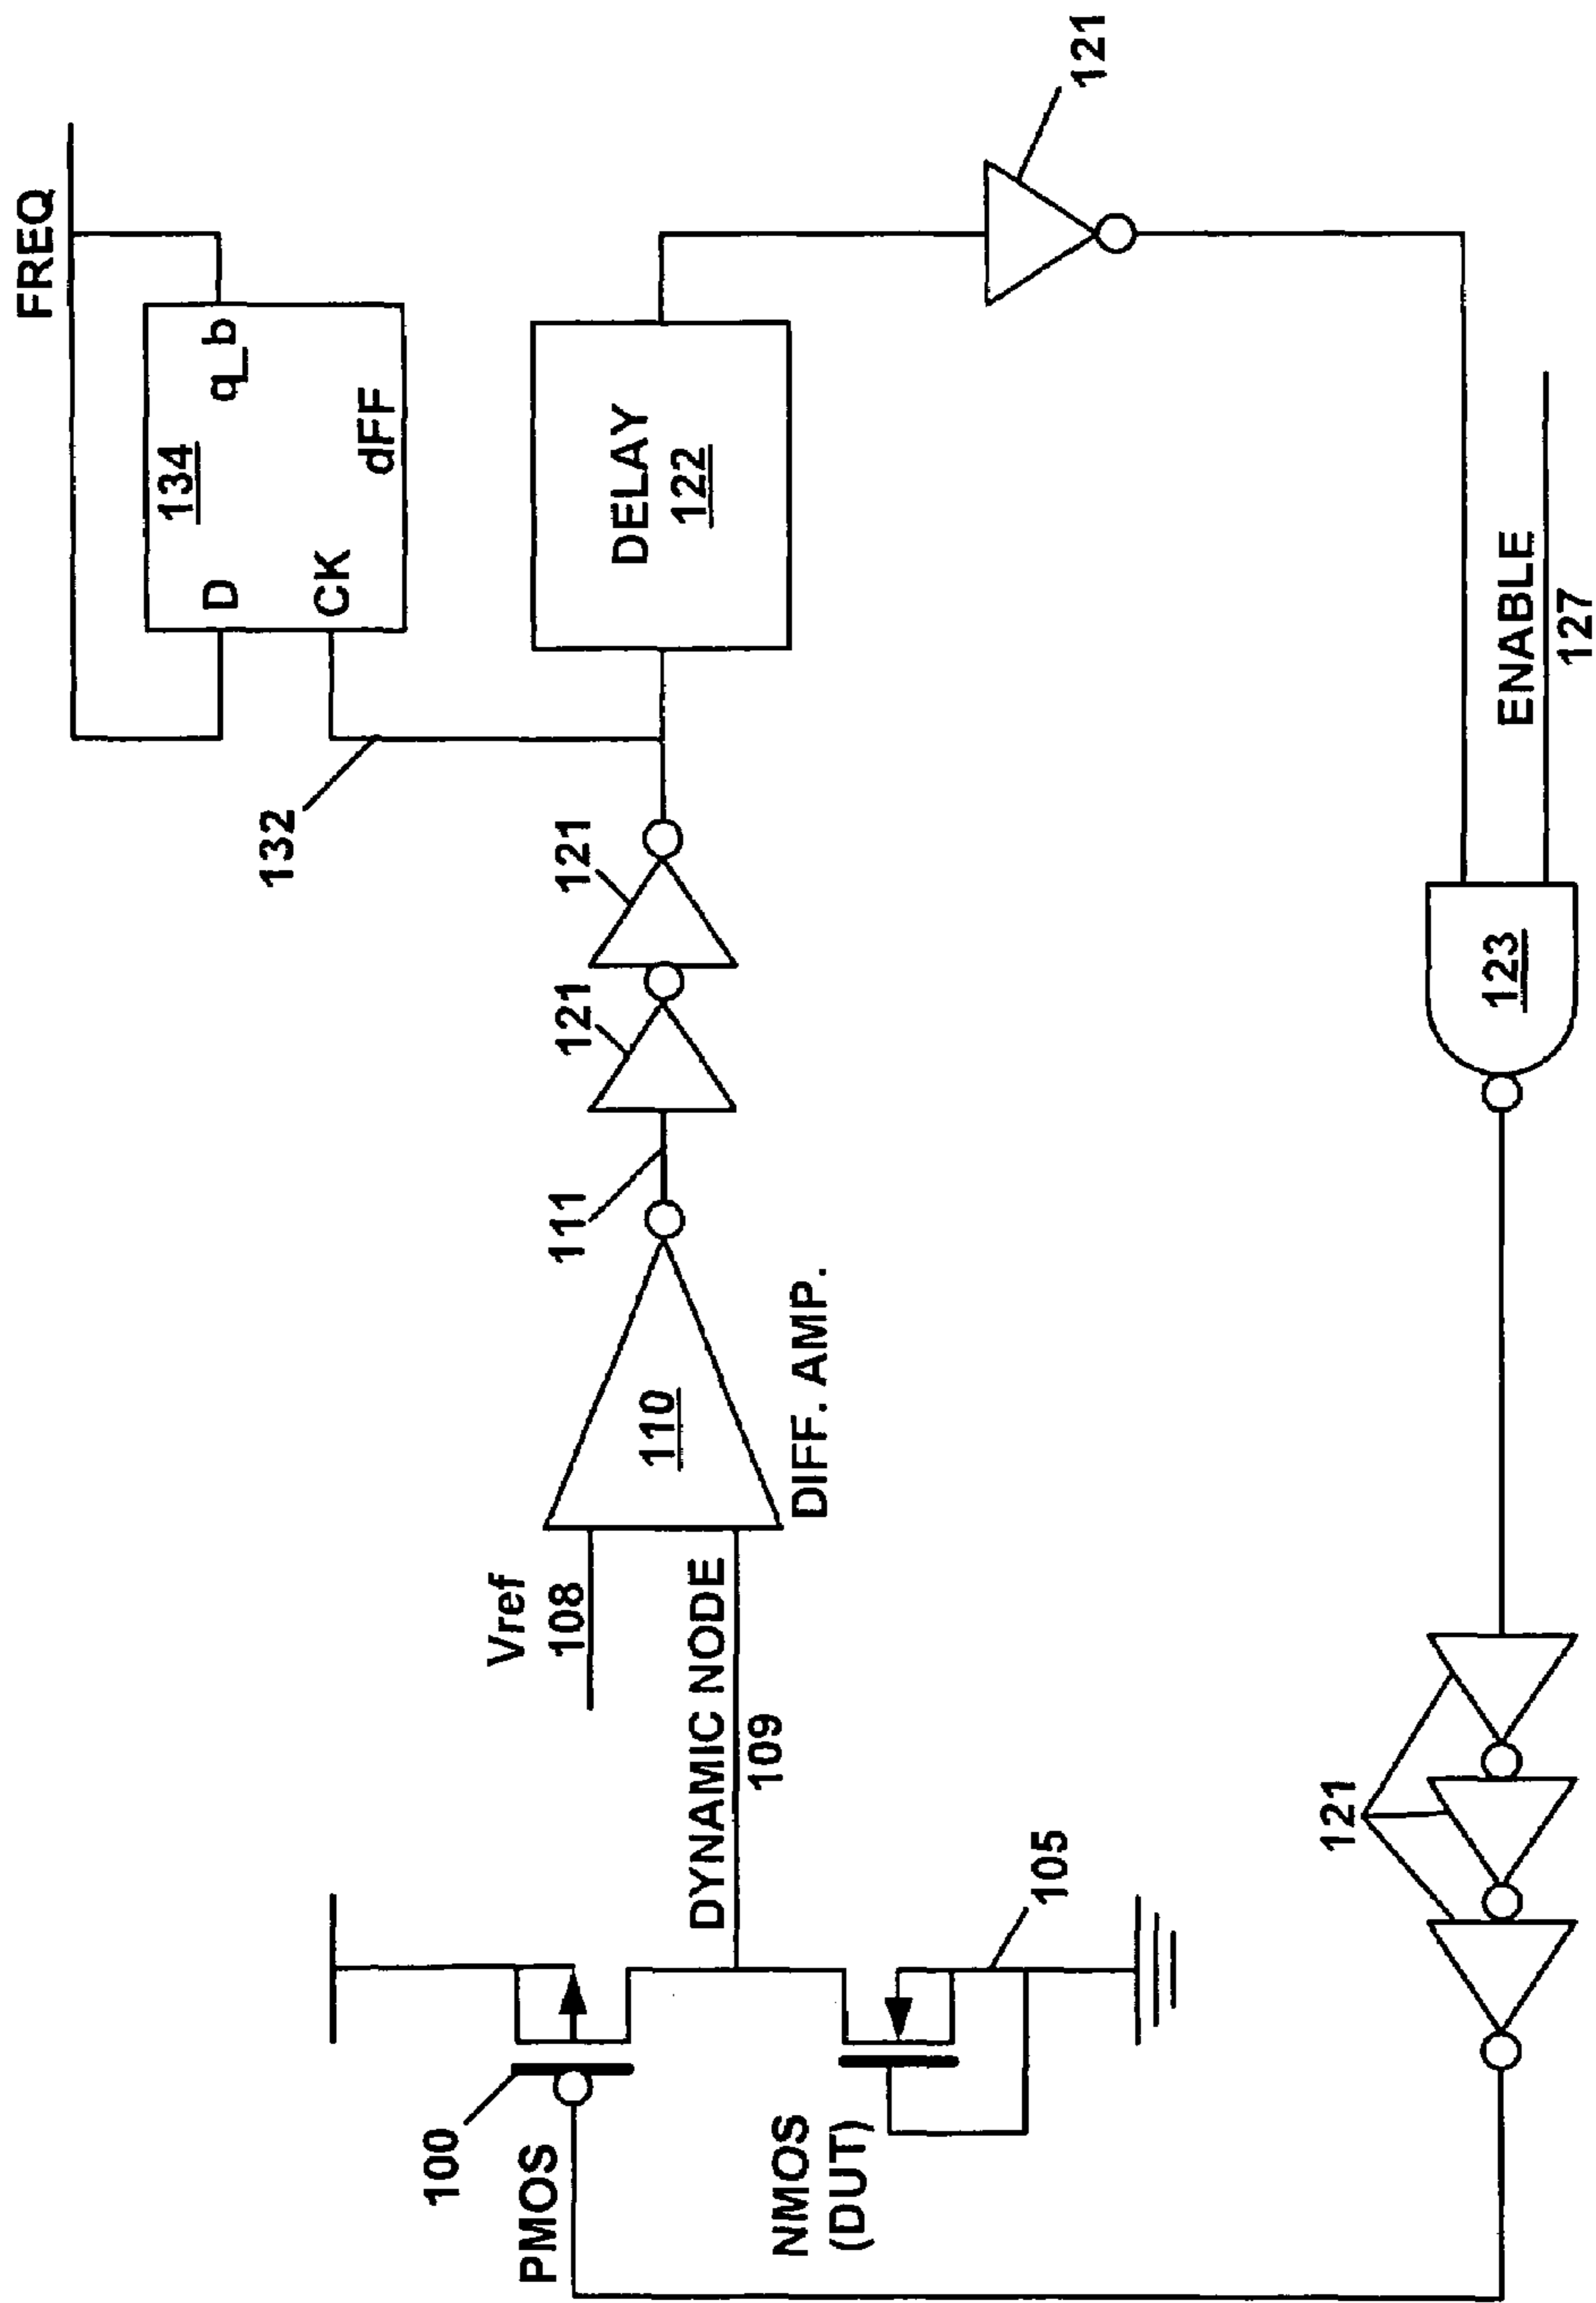 100
PMOS
NMOS
(DUT)
105
DYNAMIC NODE
109
Vref
108
110
DIFF. AMP.
111
121
121
132
FREQ
134
D
q_b
CK
dFF
DELAY
122
121
ENABLE
127
123
121